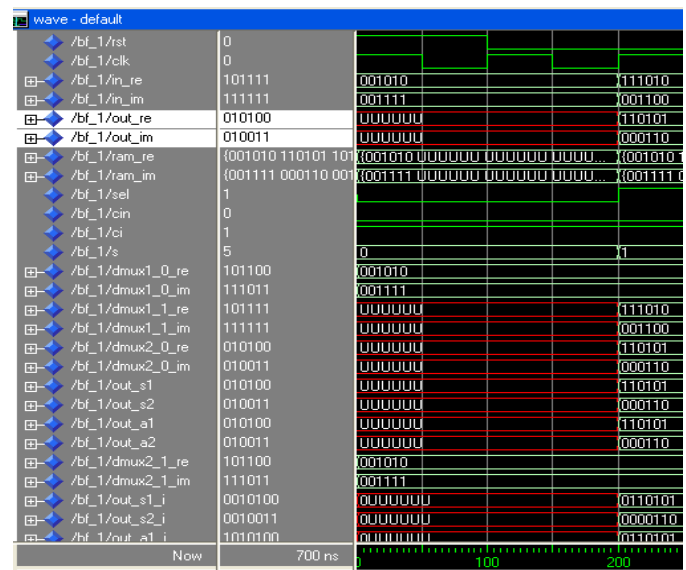 wave - default
/bf_1/rst 0
/bf_1/clk 0
/bf_1/in_re 101111 001010 111010
/bf_1/in_im 111111 001111 001100
/bf_1/out_re 010100 UUUUUU 110101
/bf_1/out_im 010011 UUUUUU 000110
/bf_1/ram_re {001010 110101 101 {001010 UUUUUU UUUUUU UUUU... {001010 1
/bf_1/ram_im {001111 000110 001 {001111 UUUUUU UUUUUU UUUU... {001111 0
/bf_1/sel 1
/bf_1/cin 0
/bf_1/ci 1
/bf_1/s 5 0 1
/bf_1/dmux1_0_re 101100 001010
/bf_1/dmux1_0_im 111011 001111
/bf_1/dmux1_1_re 101111 UUUUUU 111010
/bf_1/dmux1_1_im 111111 UUUUUU 001100
/bf_1/dmux2_0_re 010100 UUUUUU 110101
/bf_1/dmux2_0_im 010011 UUUUUU 000110
/bf_1/out_s1 010100 UUUUUU 110101
/bf_1/out_s2 010011 UUUUUU 000110
/bf_1/out_a1 010100 UUUUUU 110101
/bf_1/out_a2 010011 UUUUUU 000110
/bf_1/dmux2_1_re 101100 001010
/bf_1/dmux2_1_im 111011 001111
/bf_1/out_s1_i 0010100 0UUUUUU 0110101
/bf_1/out_s2_i 0010011 0UUUUUU 0000110
/bf_1/out_a1_i 1010100 0UUUUUU 0110101
Now 700 ns 100 200